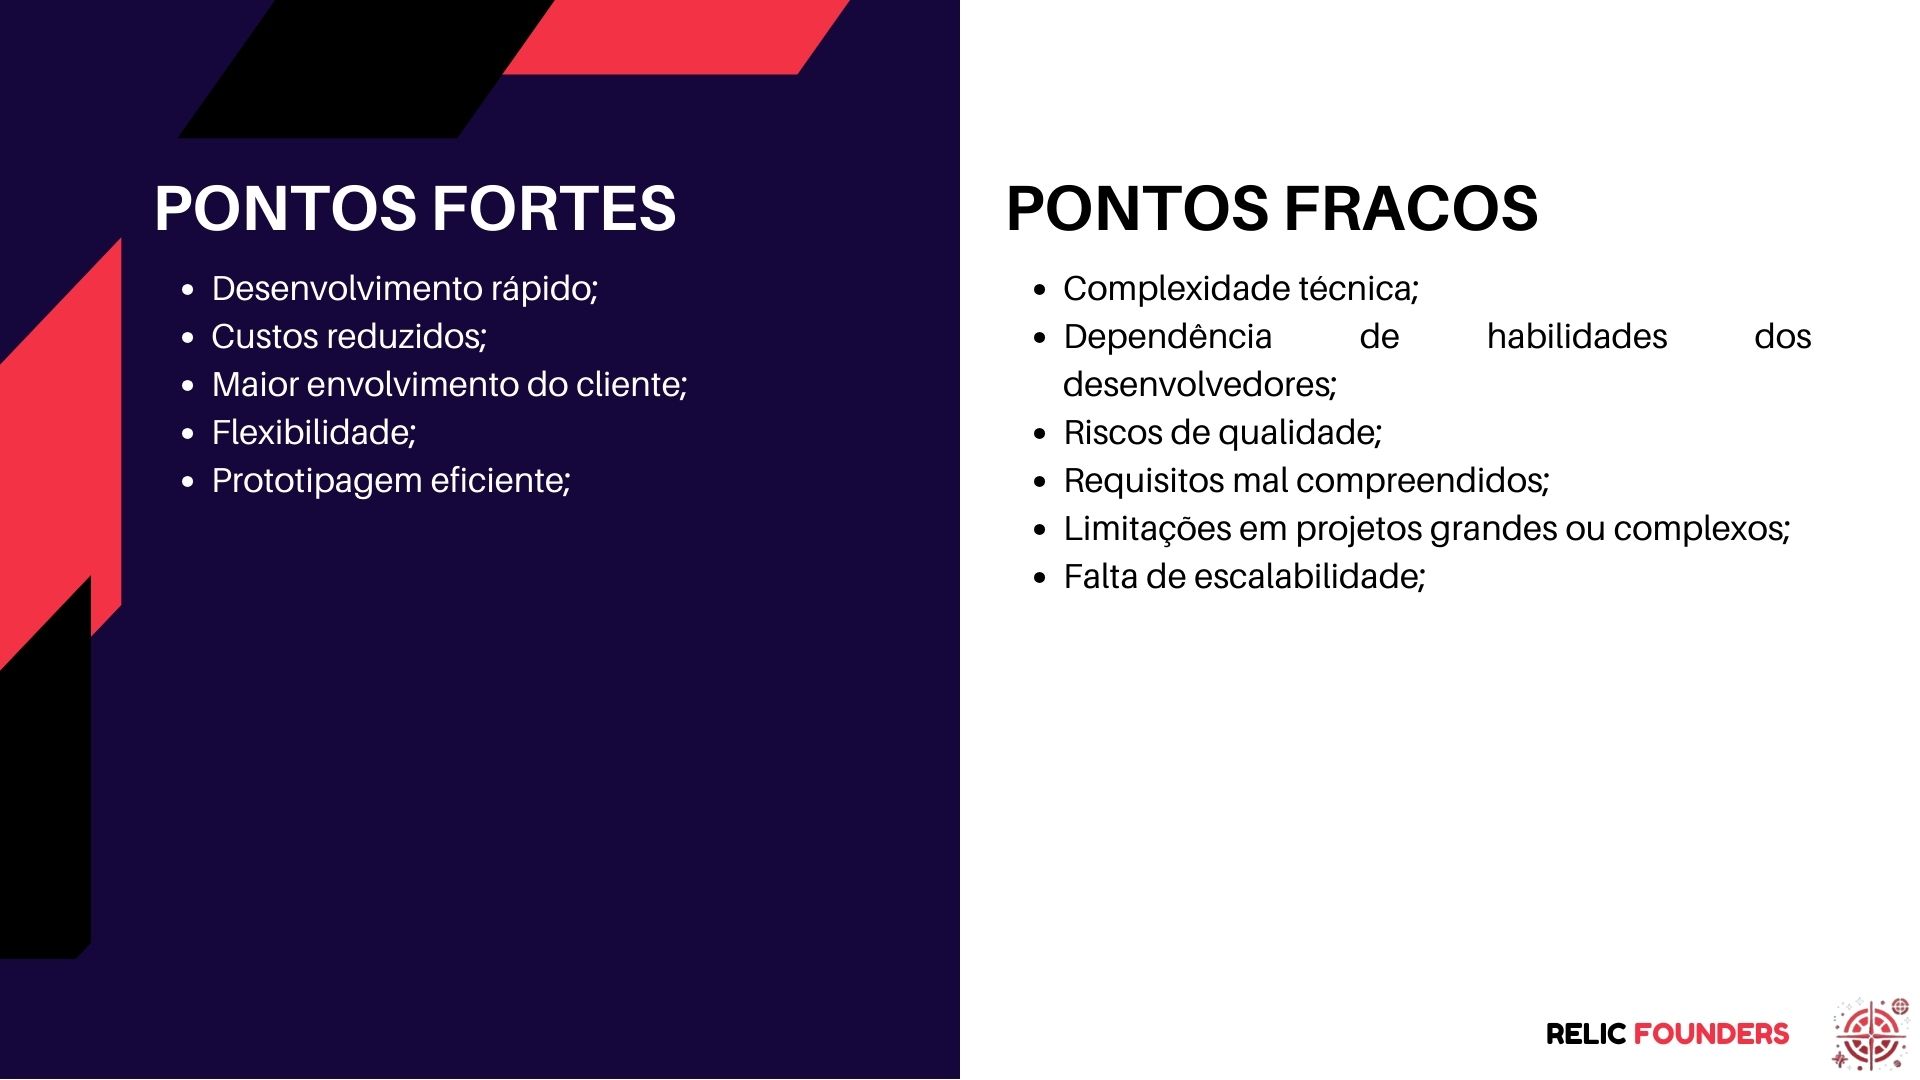 PONTOS FORTES
Desenvolvimento rápido;
Custos reduzidos;
Maior envolvimento do cliente;
Flexibilidade;
Prototipagem eficiente;
PONTOS FRACOS
Complexidade técnica;
Dependência de habilidades dos
desenvolvedores;
Riscos de qualidade;
Requisitos mal compreendidos;
Limitações em projetos grandes ou complexos;
Falta de escalabilidade;
RELIC FOUNDERS